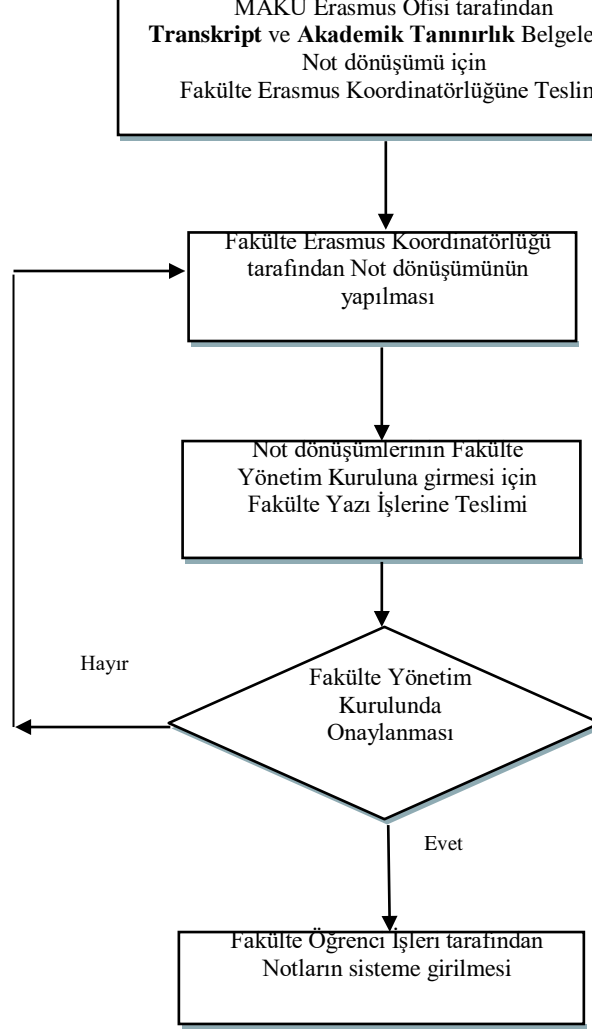 MAKÜ Erasmus Ofisi tarafından
Transkript ve Akademik Tanınırlık Belgele
Not dönüşümü için
Fakülte Erasmus Koordinatörlüğüne Teslim
Fakülte Erasmus Koordinatörlüğü
tarafından Not dönüşümünün
yapılması
Not dönüşümlerinin Fakülte
Yönetim Kuruluna girmesi için
Fakülte Yazı İşlerine Teslimi
Hayır
Fakülte Yönetim
Kurulunda
Onaylanması
Evet
Fakülte Öğrenci İşleri tarafından
Notların sisteme girilmesi